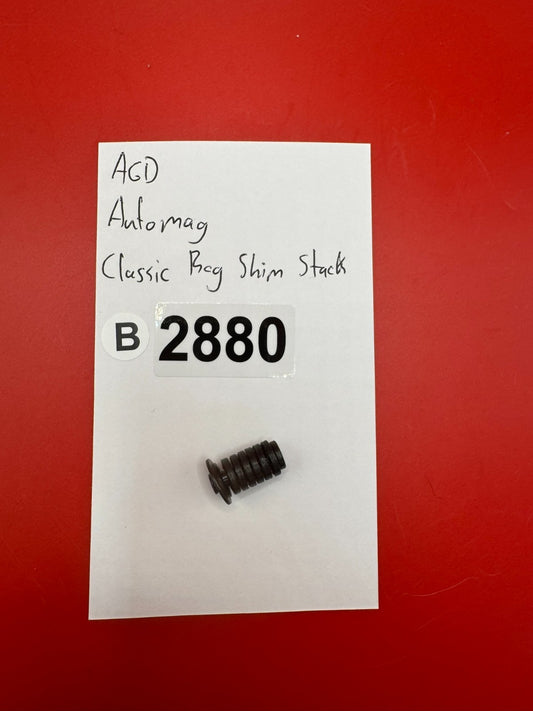 AGD
Automag
Classic Reg Shim Stack
B 2880